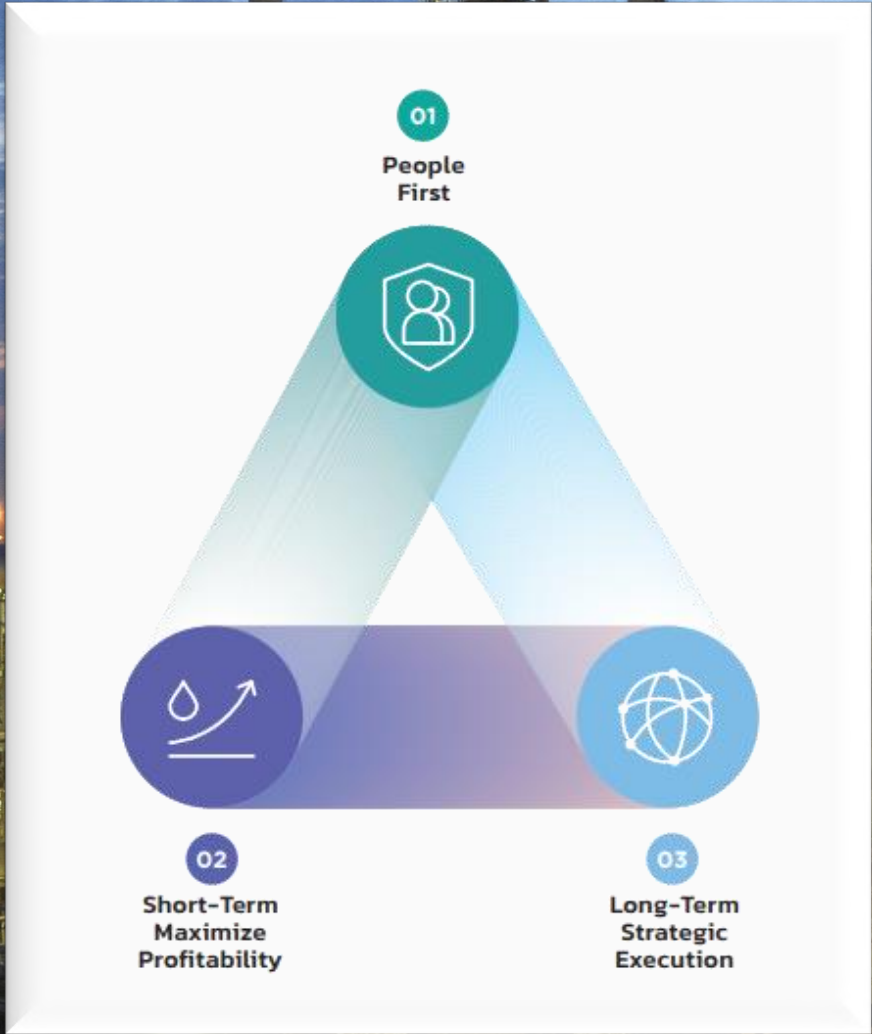 01
People
First
02
Short-Term
Maximize
Profitability
03
Long-Term
Strategic
Execution